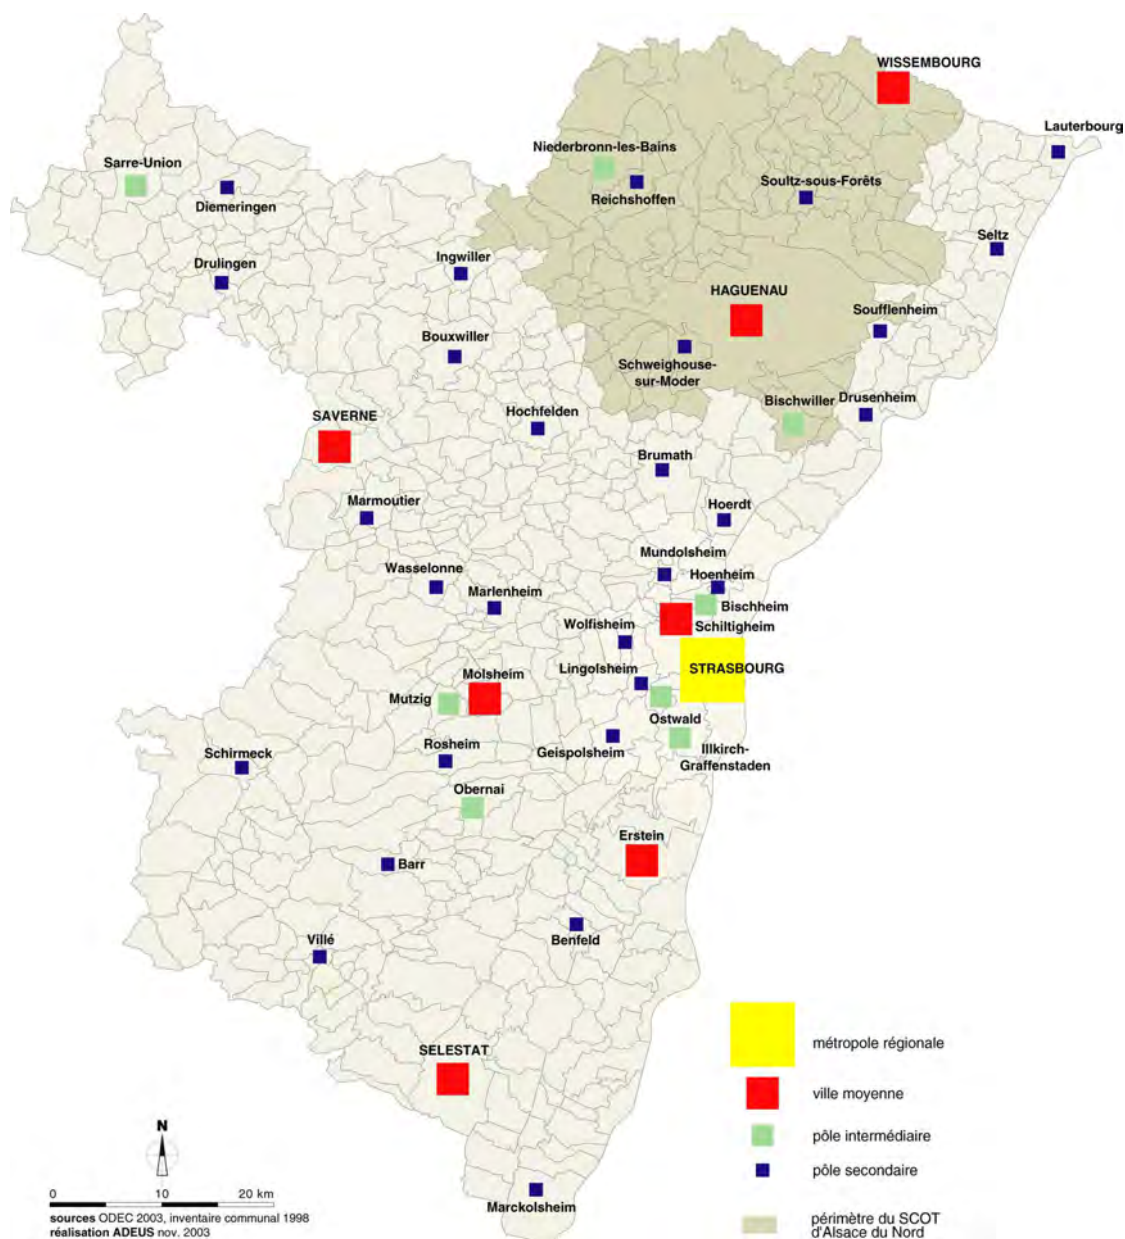 WISSEMBOURG
Lauterbourg
Niederbronn-les-Bains
Sarre-Union
Soultz-sous-Forêts
Reichshoffen
Diemeringen
Seltz
Ingwiller
Drulingen
HAGUENAU
Soufflenheim
Bouxwiller
Schweighouse-
sur-Moder
Bischwiller
Drusenheim
Hochfelden
SAVERNE
Brumath
Marmoutier
Hoerdt
Mundolsheim
Wasselonne
Hoenheim
Marlenheim
Bischheim
Wolfisheim
Schiltigheim
Lingolsheim
STRASBOURG
Molsheim
Mutzig
Ostwald
Rosheim
Geispolsheim
Illkirch-
Graffenstaden
Schirmeck
Obernai
Erstein
Barr
Villé
Benfeld
SELESTAT
Marckolsheim
métropole régionale
ville moyenne
pôle intermédiaire
pôle secondaire
périmètre du SCOT
d'Alsace du Nord
N
0 10 20 km
sources ODEC 2003, inventaire communal 1998
réalisation ADEUS nov. 2003